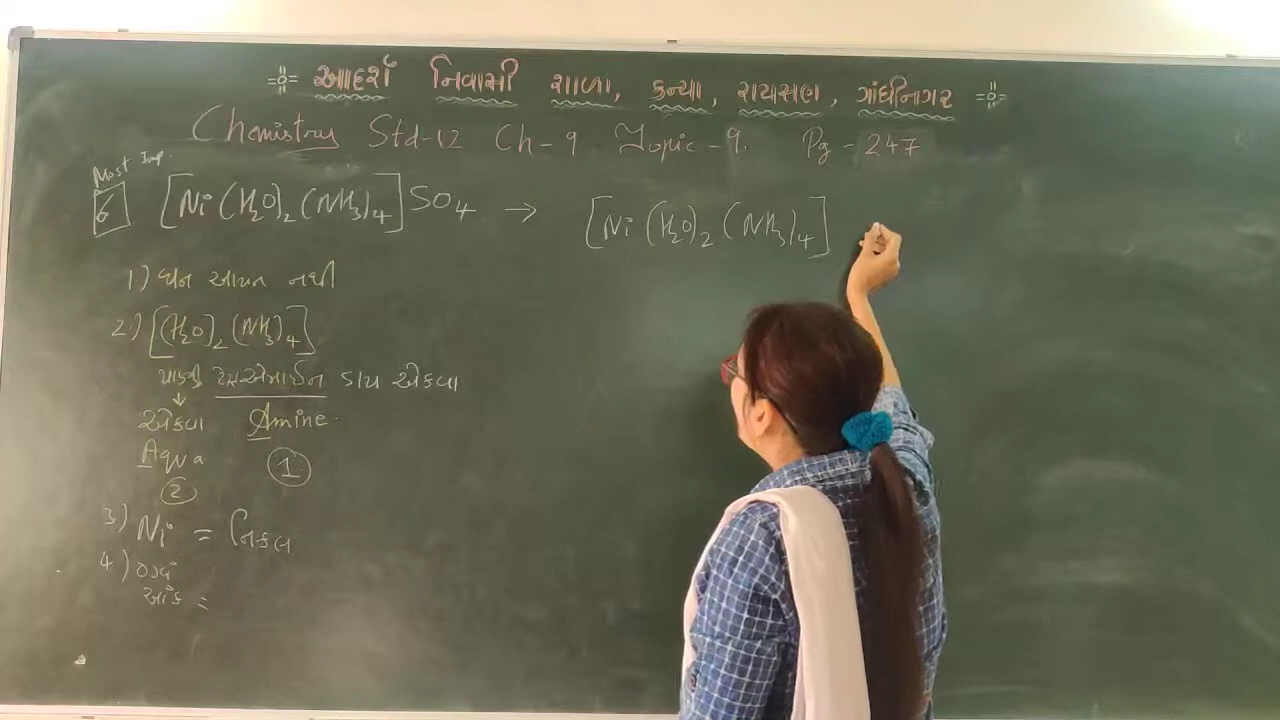 આદર્શ નિવાસી શાળા, કન્યા, રાયસણ, ગાંધીનગર
Chemistry Std-12 Ch-9 Topic-9. Pg-247
Most Imp.
6 [Ni(H₂O)₂(NH₃)₄]SO₄ → [Ni(H₂O)₂(NH₃)₄]
1) ધન આયન નથી
2) [(H₂O)₂(NH₃)₄]
ડાય એકવા
એકવા Amine
Aqua 1
2
3) Ni = નિકલ
4)
આંક =